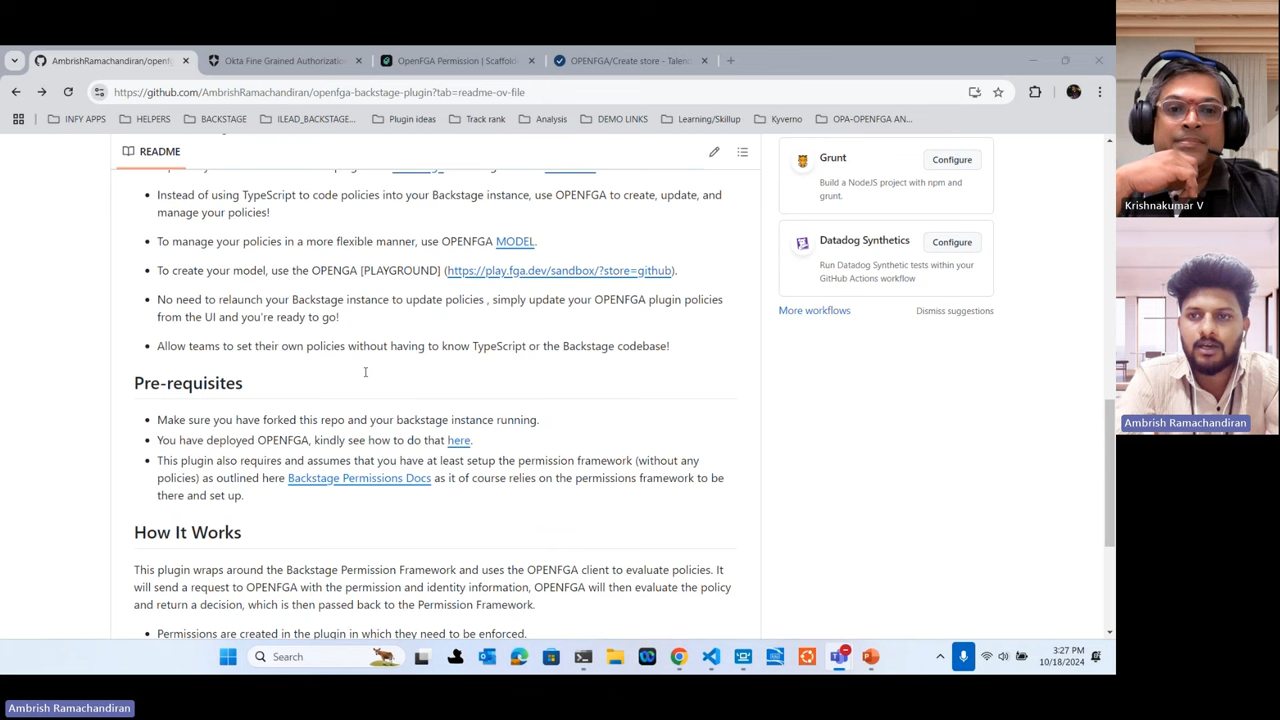 AmbrishRamachandiran/openfg
Okta Fine Grained Authorization
OpenFGA Permission | Scaffold
OPENFGA/Create store - Talend
https://github.com/AmbrishRamachandiran/openfga-backstage-plugin?tab=readme-ov-file
INFY APPS
HELPERS
BACKSTAGE
ILEAD_BACKSTAGE...
Plugin ideas
Track rank
Analysis
DEMO LINKS
Learning/Skillup
Kyverno
OPA-OPENFGA AN...
README
Instead of using TypeScript to code policies into your Backstage instance, use OPENFGA to create, update, and
manage your policies!
To manage your policies in a more flexible manner, use OPENFGA MODEL.
To create your model, use the OPENGA [PLAYGROUND] (https://play.fga.dev/sandbox/?store=github).
No need to relaunch your Backstage instance to update policies , simply update your OPENFGA plugin policies
from the UI and you're ready to go!
Allow teams to set their own policies without having to know TypeScript or the Backstage codebase!
Pre-requisites
Make sure you have forked this repo and your backstage instance running.
You have deployed OPENFGA, kindly see how to do that here.
This plugin also requires and assumes that you have at least setup the permission framework (without any
policies) as outlined here Backstage Permissions Docs as it of course relies on the permissions framework to be
there and set up.
How It Works
This plugin wraps around the Backstage Permission Framework and uses the OPENFGA client to evaluate policies. It
will send a request to OPENFGA with the permission and identity information, OPENFGA will then evaluate the policy
and return a decision, which is then passed back to the Permission Framework.
Permissions are created in the plugin in which they need to be enforced.
Grunt
Configure
Build a NodeJS project with npm and
grunt.
Datadog Synthetics
Configure
Run Datadog Synthetic tests within your
GitHub Actions workflow
More workflows
Dismiss suggestions
Krishnakumar V
Ambrish Ramachandiran
Search
3:27 PM
10/18/2024
Ambrish Ramachandiran